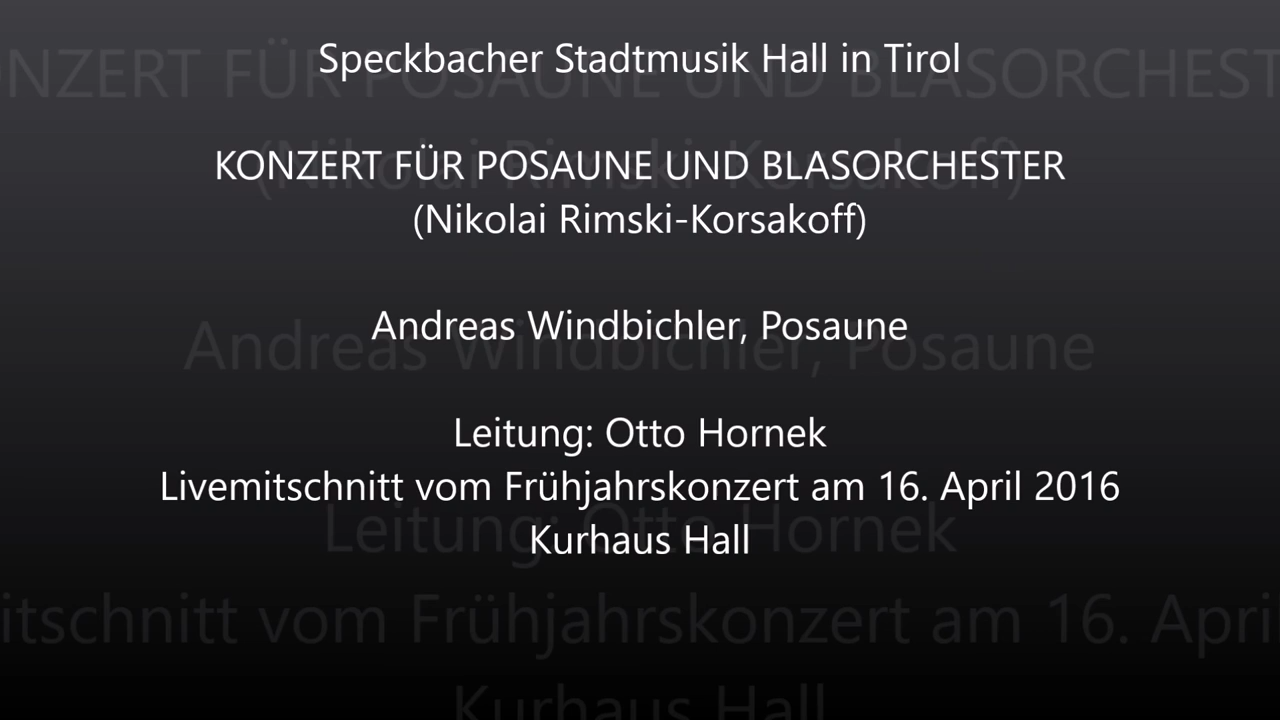 Speckbacher Stadtmusik Hall in Tirol
KONZERT FÜR POSAUNE UND BLASORCHESTER
(Nikolai Rimski-Korsakoff)
Andreas Windbichler, Posaune
Leitung: Otto Hornek
Livemitschnitt vom Frühjahrskonzert am 16. April 2016
Kurhaus Hall